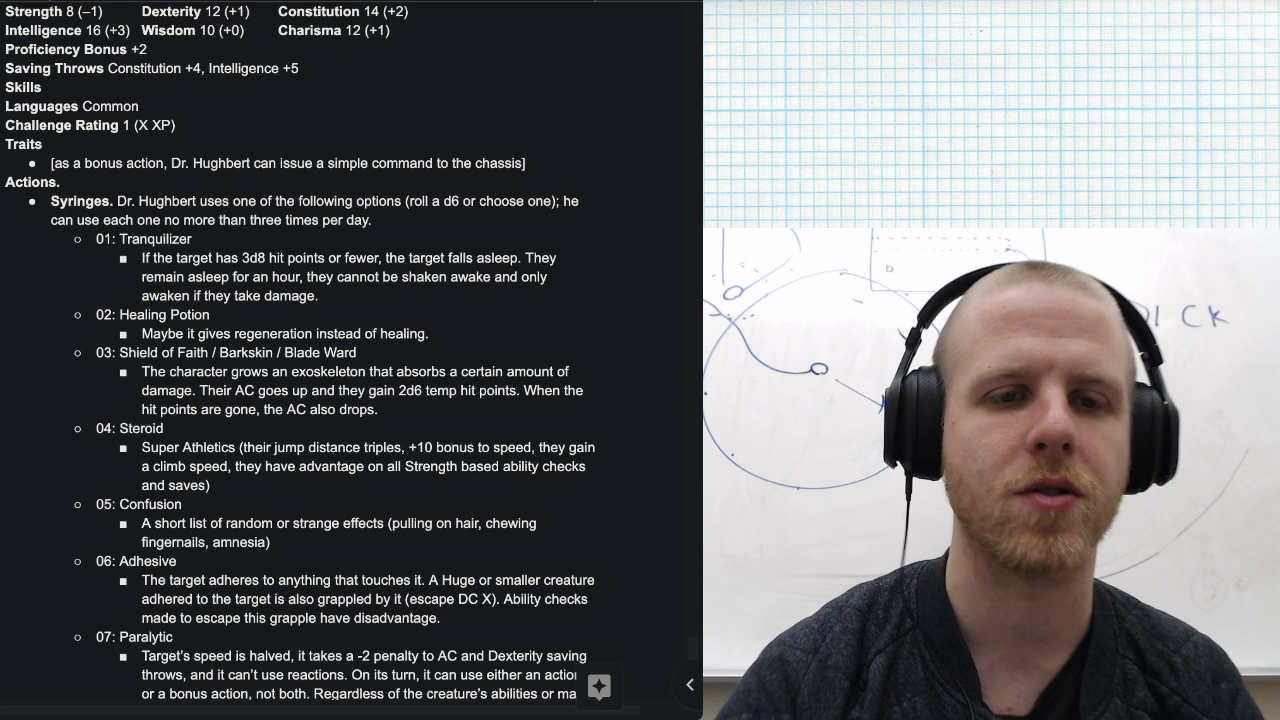 Strength 8 (–1) Dexterity 12 (+1) Constitution 14 (+2)
Intelligence 16 (+3) Wisdom 10 (+0) Charisma 12 (+1)
Proficiency Bonus +2
Saving Throws Constitution +4, Intelligence +5
Skills
Languages Common
Challenge Rating 1 (X XP)
Traits
[as a bonus action, Dr. Hughbert can issue a simple command to the chassis]
Actions.
Syringes. Dr. Hughbert uses one of the following options (roll a d6 or choose one); he
can use each one no more than three times per day.
01: Tranquilizer
If the target has 3d8 hit points or fewer, the target falls asleep. They
remain asleep for an hour, they cannot be shaken awake and only
awaken if they take damage.
02: Healing Potion
Maybe it gives regeneration instead of healing.
03: Shield of Faith / Barkskin / Blade Ward
The character grows an exoskeleton that absorbs a certain amount of
damage. Their AC goes up and they gain 2d6 temp hit points. When the
hit points are gone, the AC also drops.
04: Steroid
Super Athletics (their jump distance triples, +10 bonus to speed, they gain
a climb speed, they have advantage on all Strength based ability checks
and saves)
05: Confusion
A short list of random or strange effects (pulling on hair, chewing
fingernails, amnesia)
06: Adhesive
The target adheres to anything that touches it. A Huge or smaller creature
adhered to the target is also grappled by it (escape DC X). Ability checks
made to escape this grapple have disadvantage.
07: Paralytic
Target's speed is halved, it takes a -2 penalty to AC and Dexterity saving
throws, and it can't use reactions. On its turn, it can use either an action
or a bonus action, not both. Regardless of the creature's abilities or ma
ICK